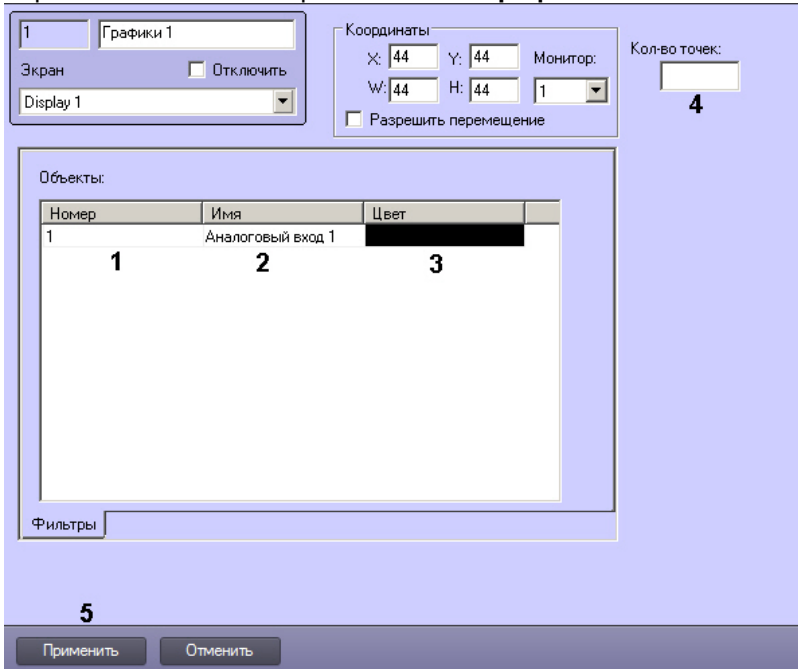 1
Графики 1
Экран
Отключить
Display 1
Координаты
X: 44 Y: 44 Монитор:
W: 44 H: 44 1
Разрешить перемещение
Кол-во точек:
4
Объекты:
Номер Имя Цвет
1 Аналоговый вход 1
1 2 3
Фильтры
5
Применить Отменить